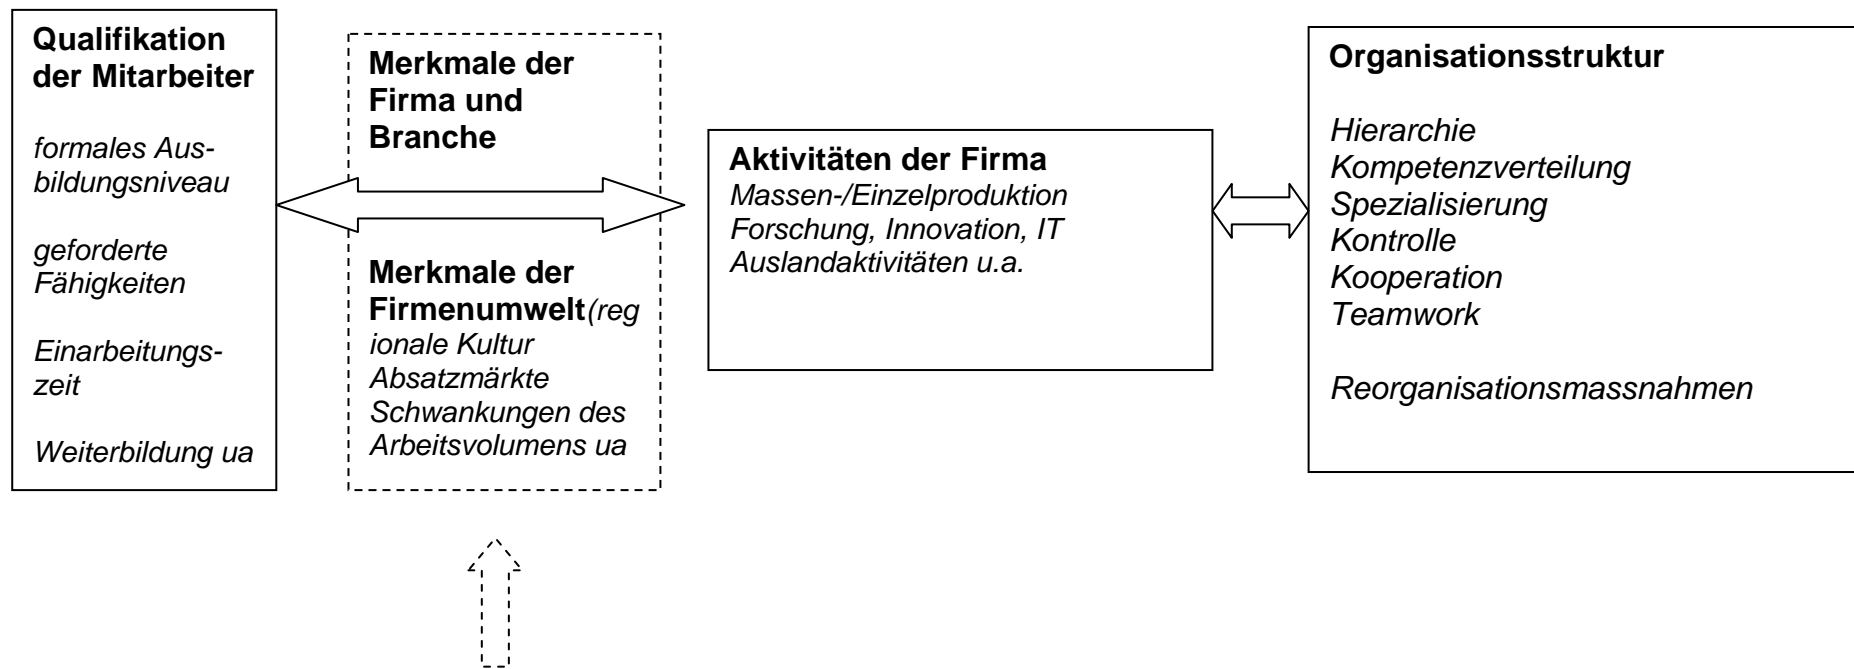 Qualifikation
der Mitarbeiter
formales Aus-
bildungsniveau
geforderte
Fähigkeiten
Einarbeitungs-
zeit
Weiterbildung ua
Merkmale der
Firma und
Branche
Merkmale der
Firmenumwelt(reg
ionale Kultur
Absatzmärkte
Schwankungen des
Arbeitsvolumens ua
Aktivitäten der Firma
Massen-/Einzelproduktion
Forschung, Innovation, IT
Auslandaktivitäten u.a.
Organisationsstruktur
Hierarchie
Kompetenzverteilung
Spezialisierung
Kontrolle
Kooperation
Teamwork
Reorganisationsmassnahmen